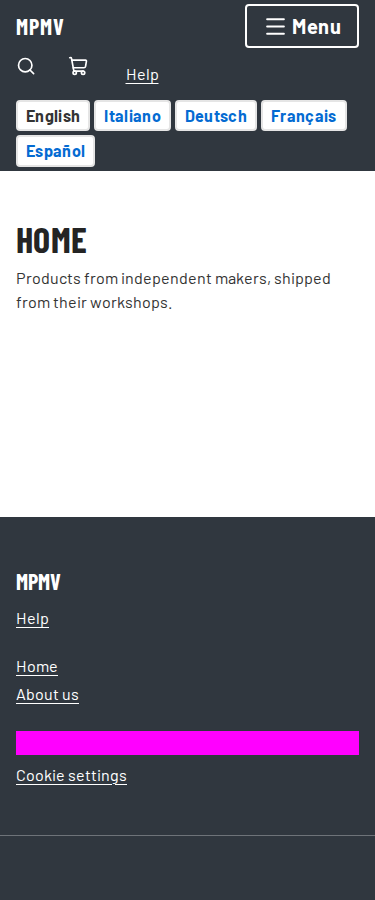 MPMV
Menu
Help
English Italiano Deutsch Français
Español
HOME
Products from independent makers, shipped
from their workshops.
MPMV
Help
Home
About us
Cookie settings